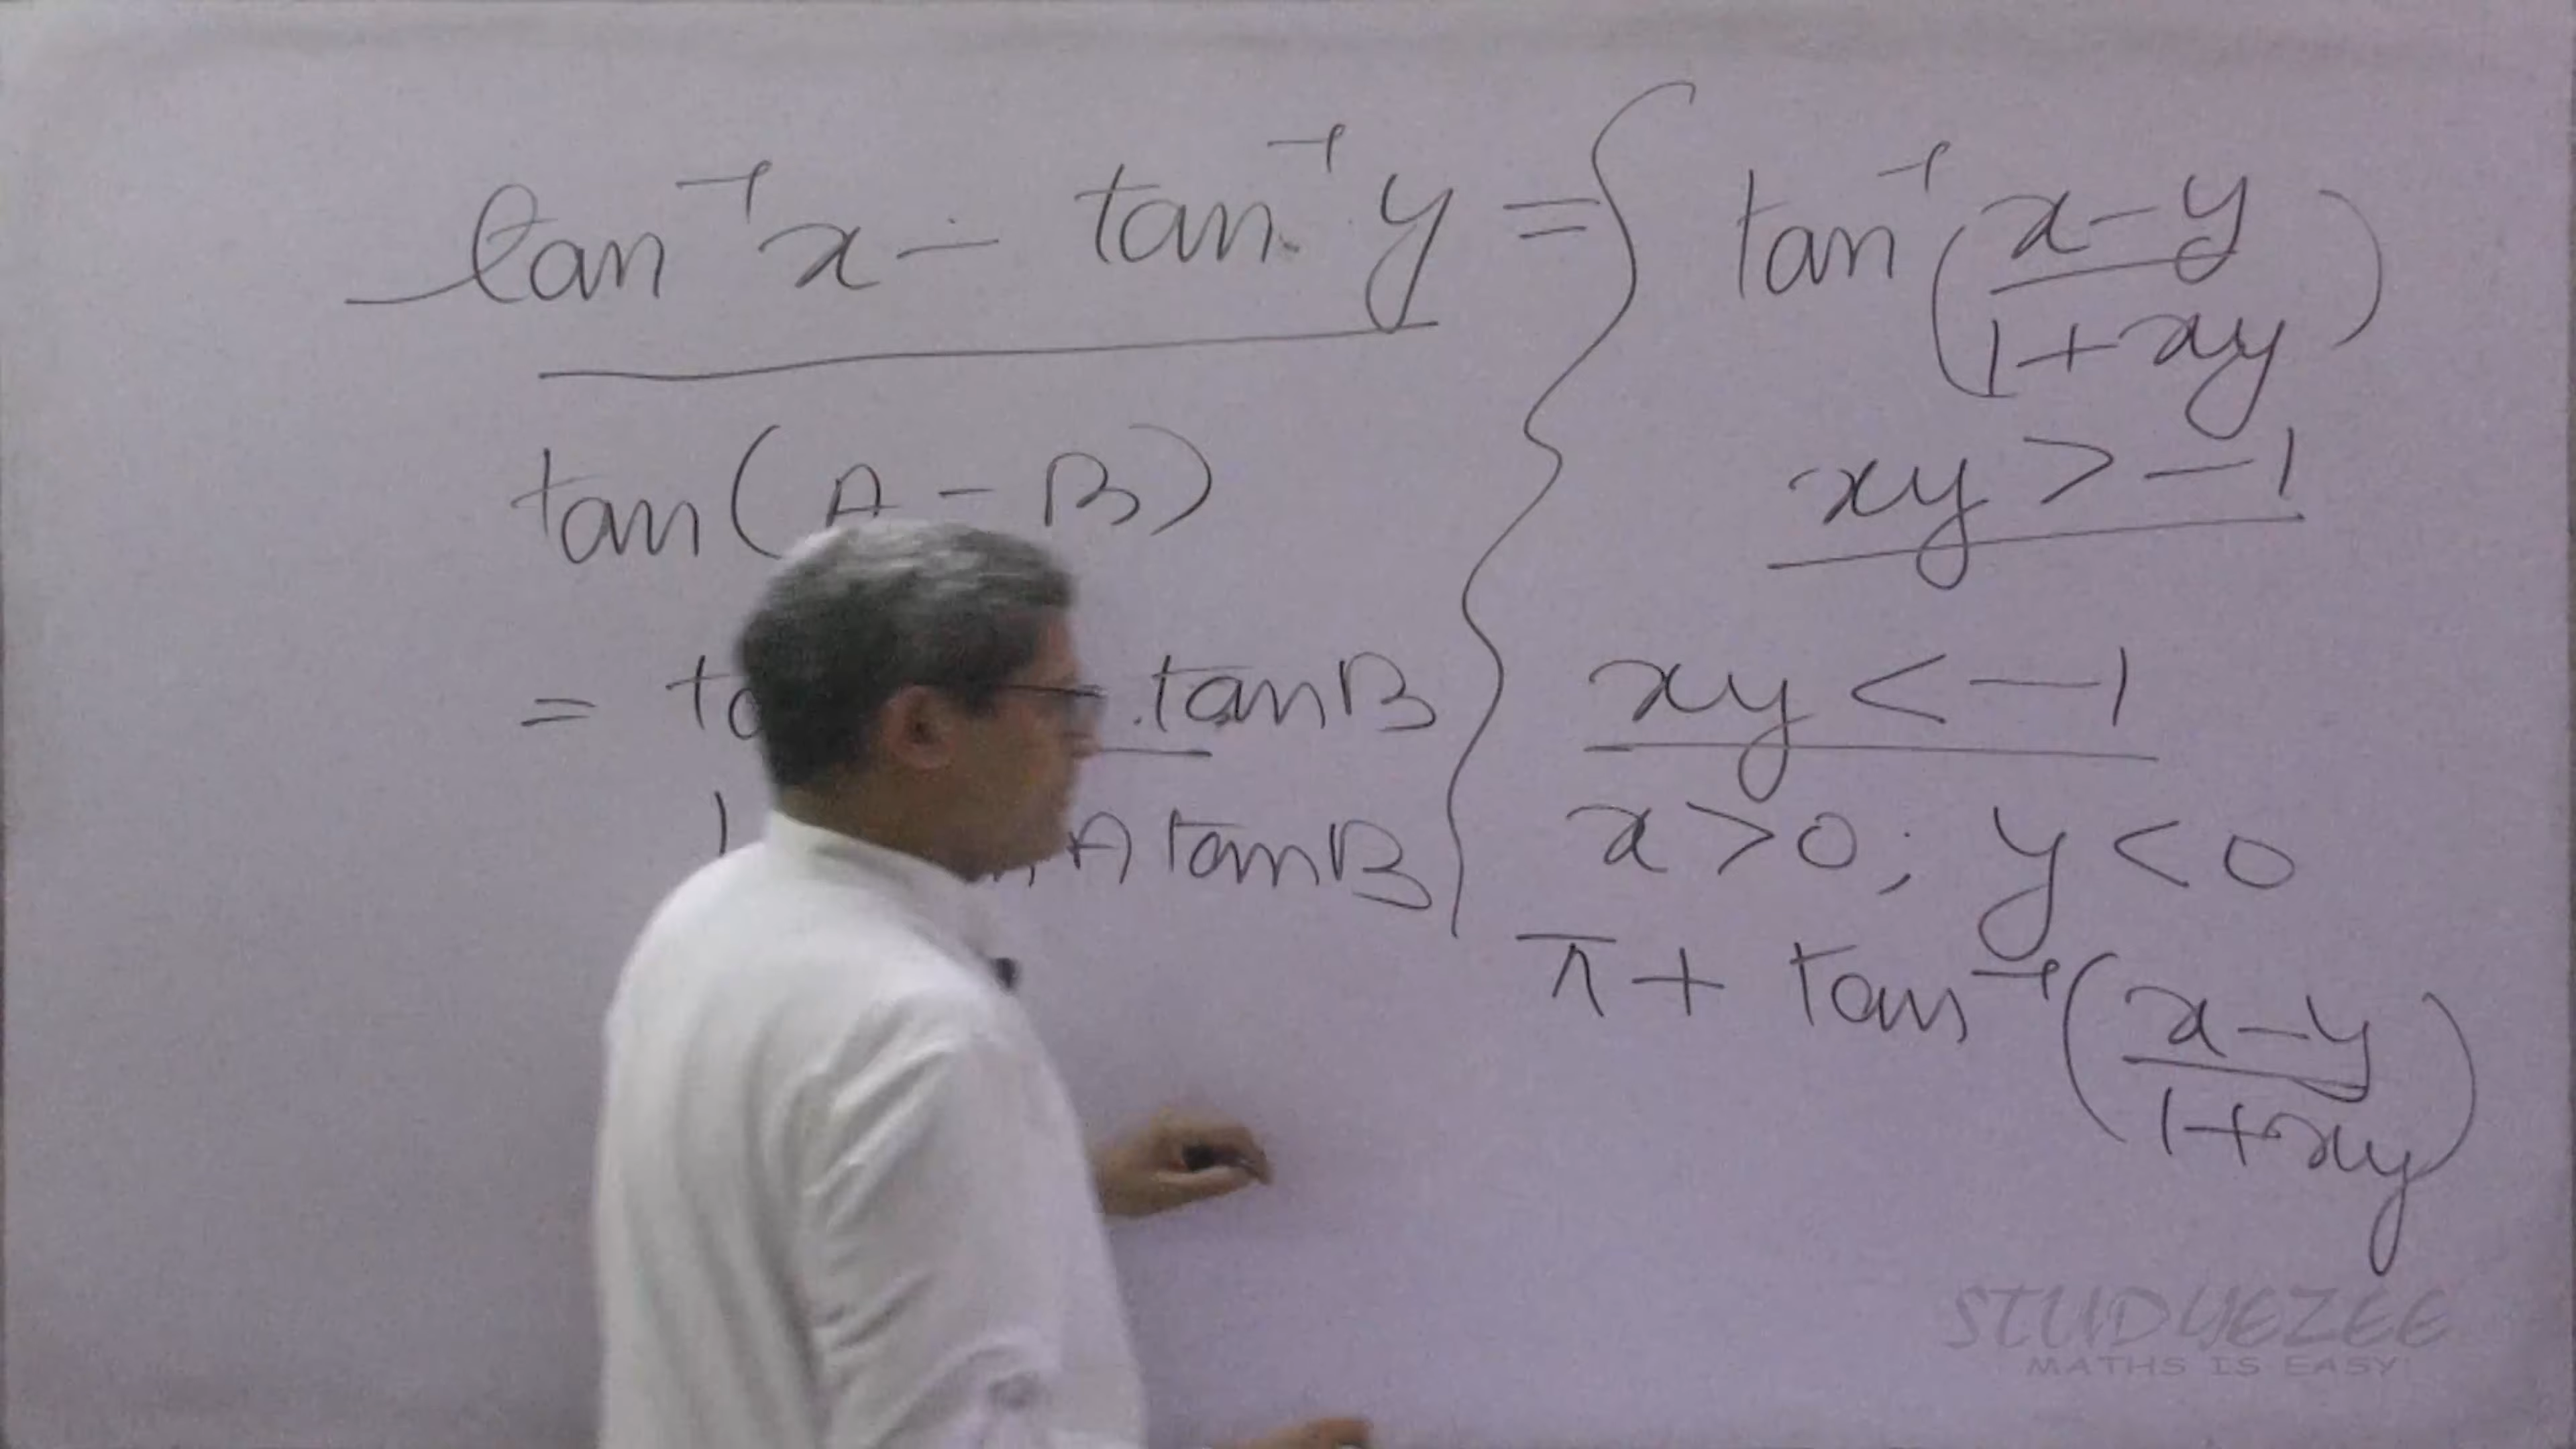 tan⁻¹x - tan⁻¹y = { tan⁻¹(x-y/1+xy)
xy > -1
tan(A - B)
= tanB
1 A tanB
xy < -1
x > 0; y < 0
π + tan⁻¹(x-y/1+xy)
STUDYEZEE
MATHS IS EASY!